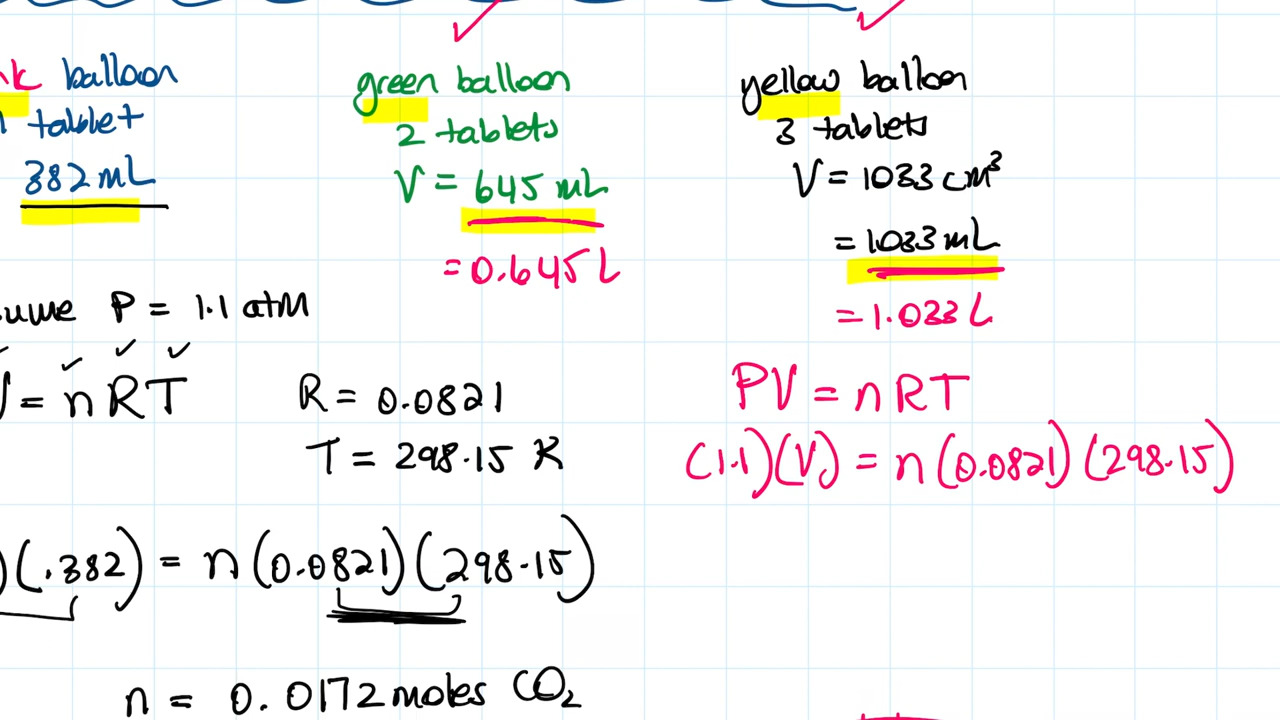 balloon
tablet
382 mL
green balloon
2 tablets
V = 645 mL
= 0.645 L
yellow balloon
3 tablets
V = 1033 cm³
= 1033 mL
= 1.033 L
P = 1.1 atm
= nRT
R = 0.0821
T = 298.15 K
PV = nRT
(1.1)(V) = n(0.0821)(298.15)
)(.382) = n(0.0821)(298.15)
n = 0.0172 moles CO₂